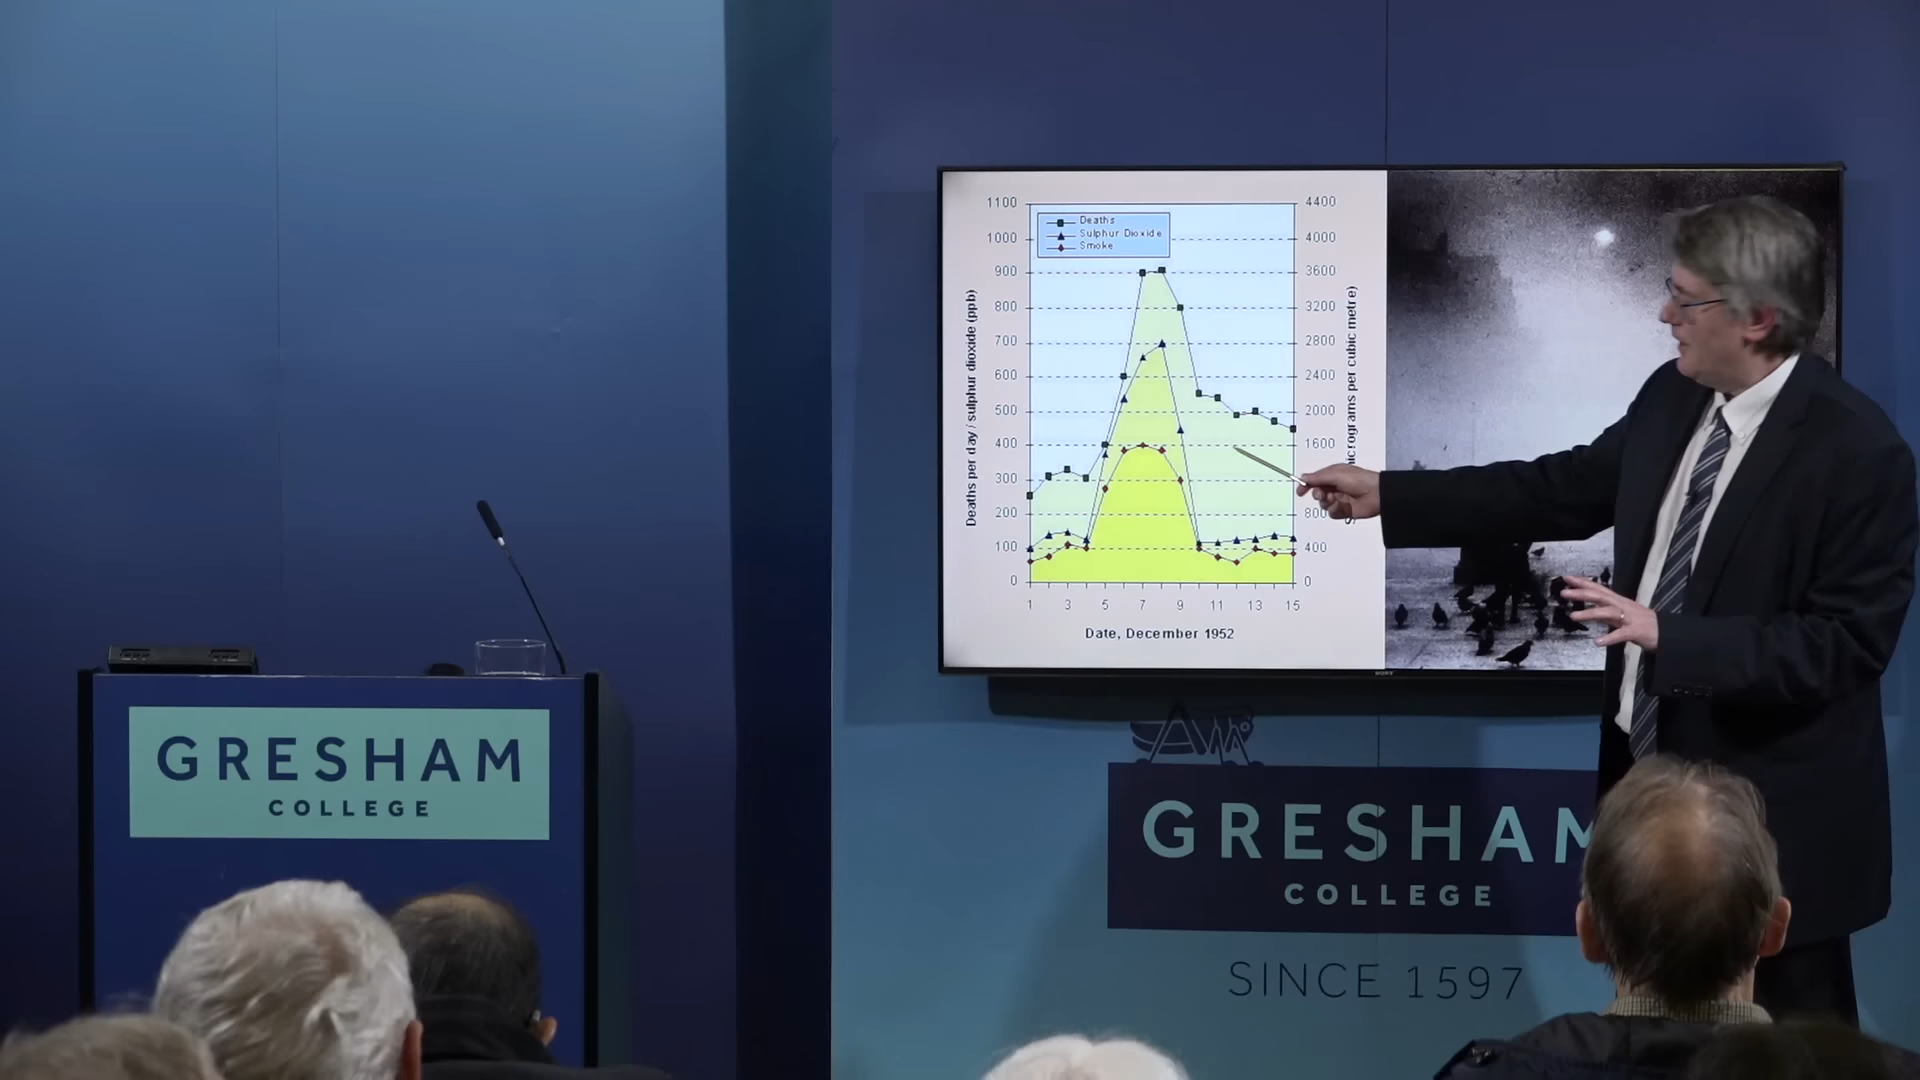 GRESHAM
COLLEGE
1100
1000
900
800
700
600
500
400
300
200
100
0
Deaths per day / sulphur dioxide (ppb)
Deaths
Sulphur Dioxide
Smoke
4400
4000
3600
3200
2800
2400
2000
1600
800
400
0
micrograms per cubic metre)
1 3 5 7 9 11 13 15
Date, December 1952
SONY
GRESHAM
COLLEGE
SINCE 1597